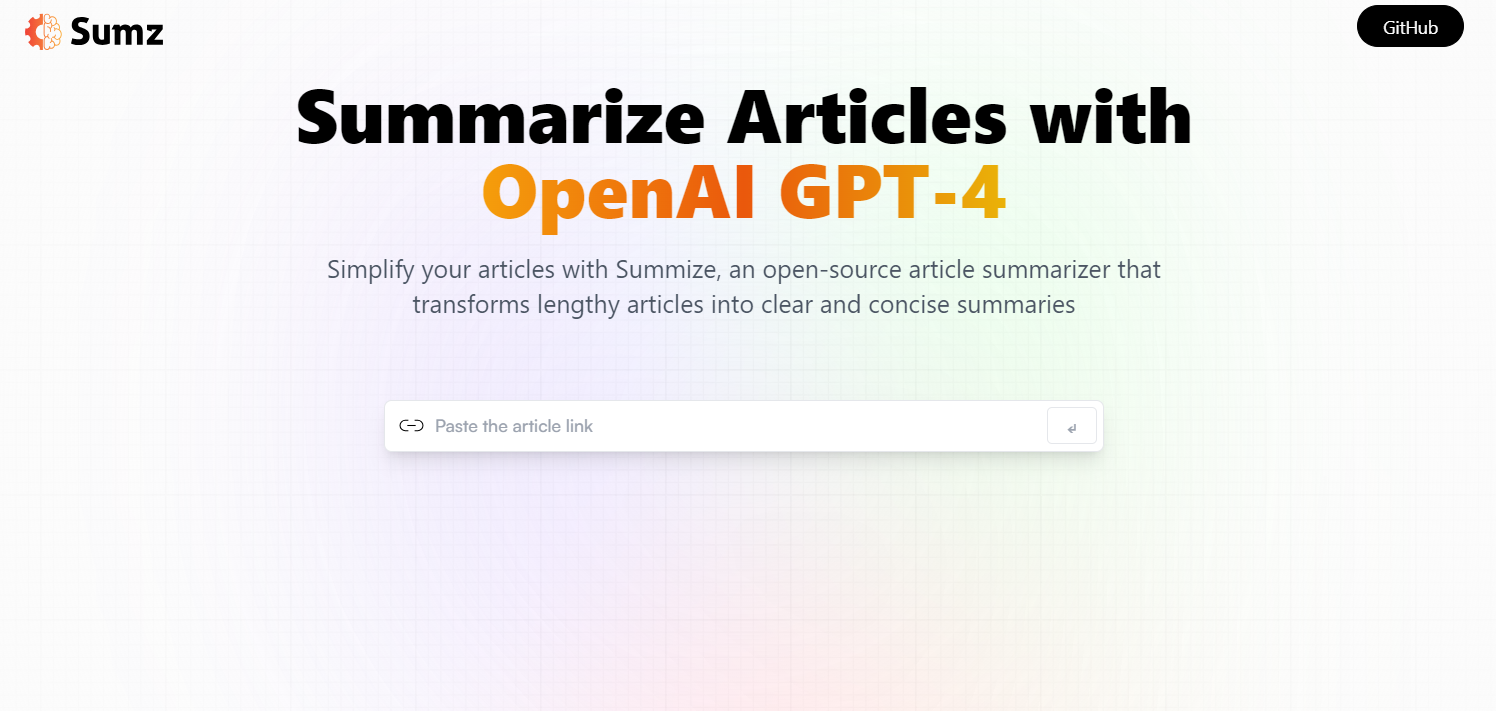 Sumz
GitHub
Summarize Articles with
OpenAI GPT-4
Simplify your articles with Summize, an open-source article summarizer that
transforms lengthy articles into clear and concise summaries
Paste the article link
↵